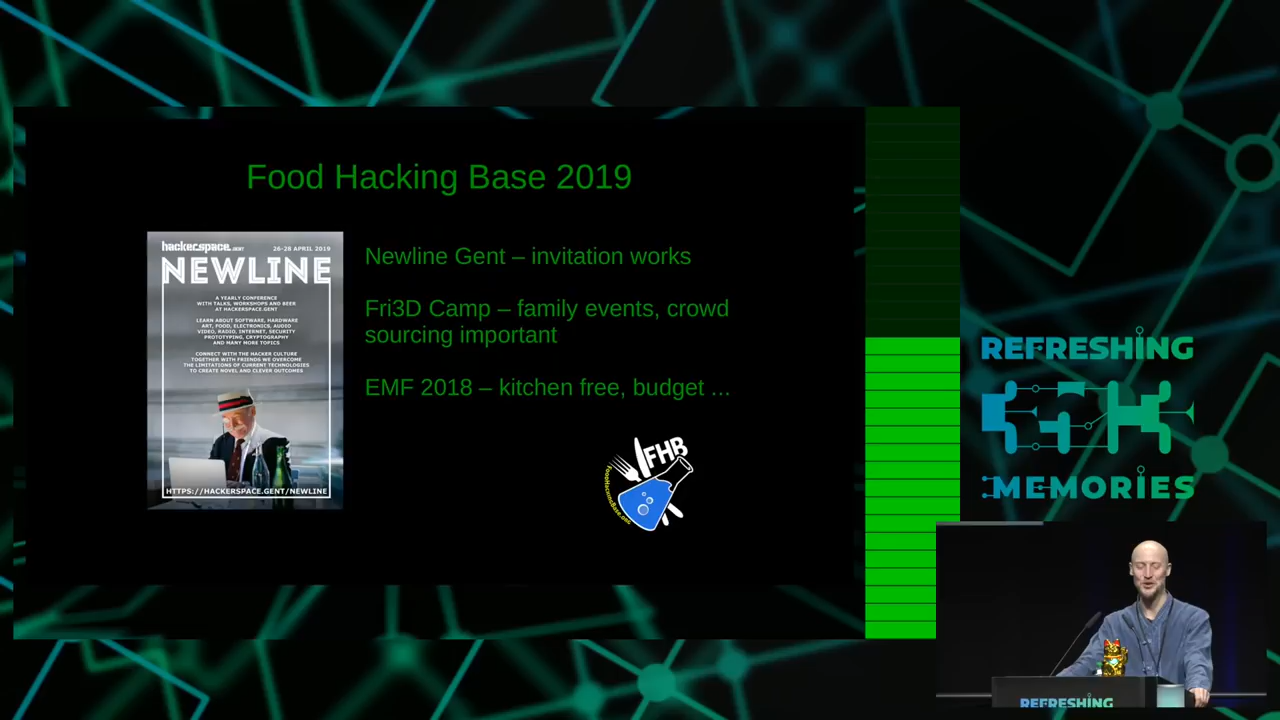 Food Hacking Base 2019
hackerspace.GENT
26-28 APRIL 2019
NEWLINE
A YEARLY CONFERENCE
WITH TALKS, WORKSHOPS AND BEER
AT HACKERSPACE.GENT
LEARN ABOUT SOFTWARE, HARDWARE
ART, FOOD, ELECTRONICS, AUDIO
VIDEO, RADIO, INTERNET, SECURITY
PROTOTYPING, CRYPTOGRAPHY
AND MANY MORE TOPICS
CONNECT WITH THE HACKER CULTURE
TOGETHER WITH FRIENDS WE OVERCOME
THE LIMITATIONS OF CURRENT TECHNOLOGIES
TO CREATE NOVEL AND CLEVER OUTCOMES
HTTPS://HACKERSPACE.GENT/NEWLINE
Newline Gent – invitation works
Fri3D Camp – family events, crowd
sourcing important
EMF 2018 – kitchen free, budget ...
FHB
FoodHackingBase.org
REFRESHING
MEMORIES
REFRESHING